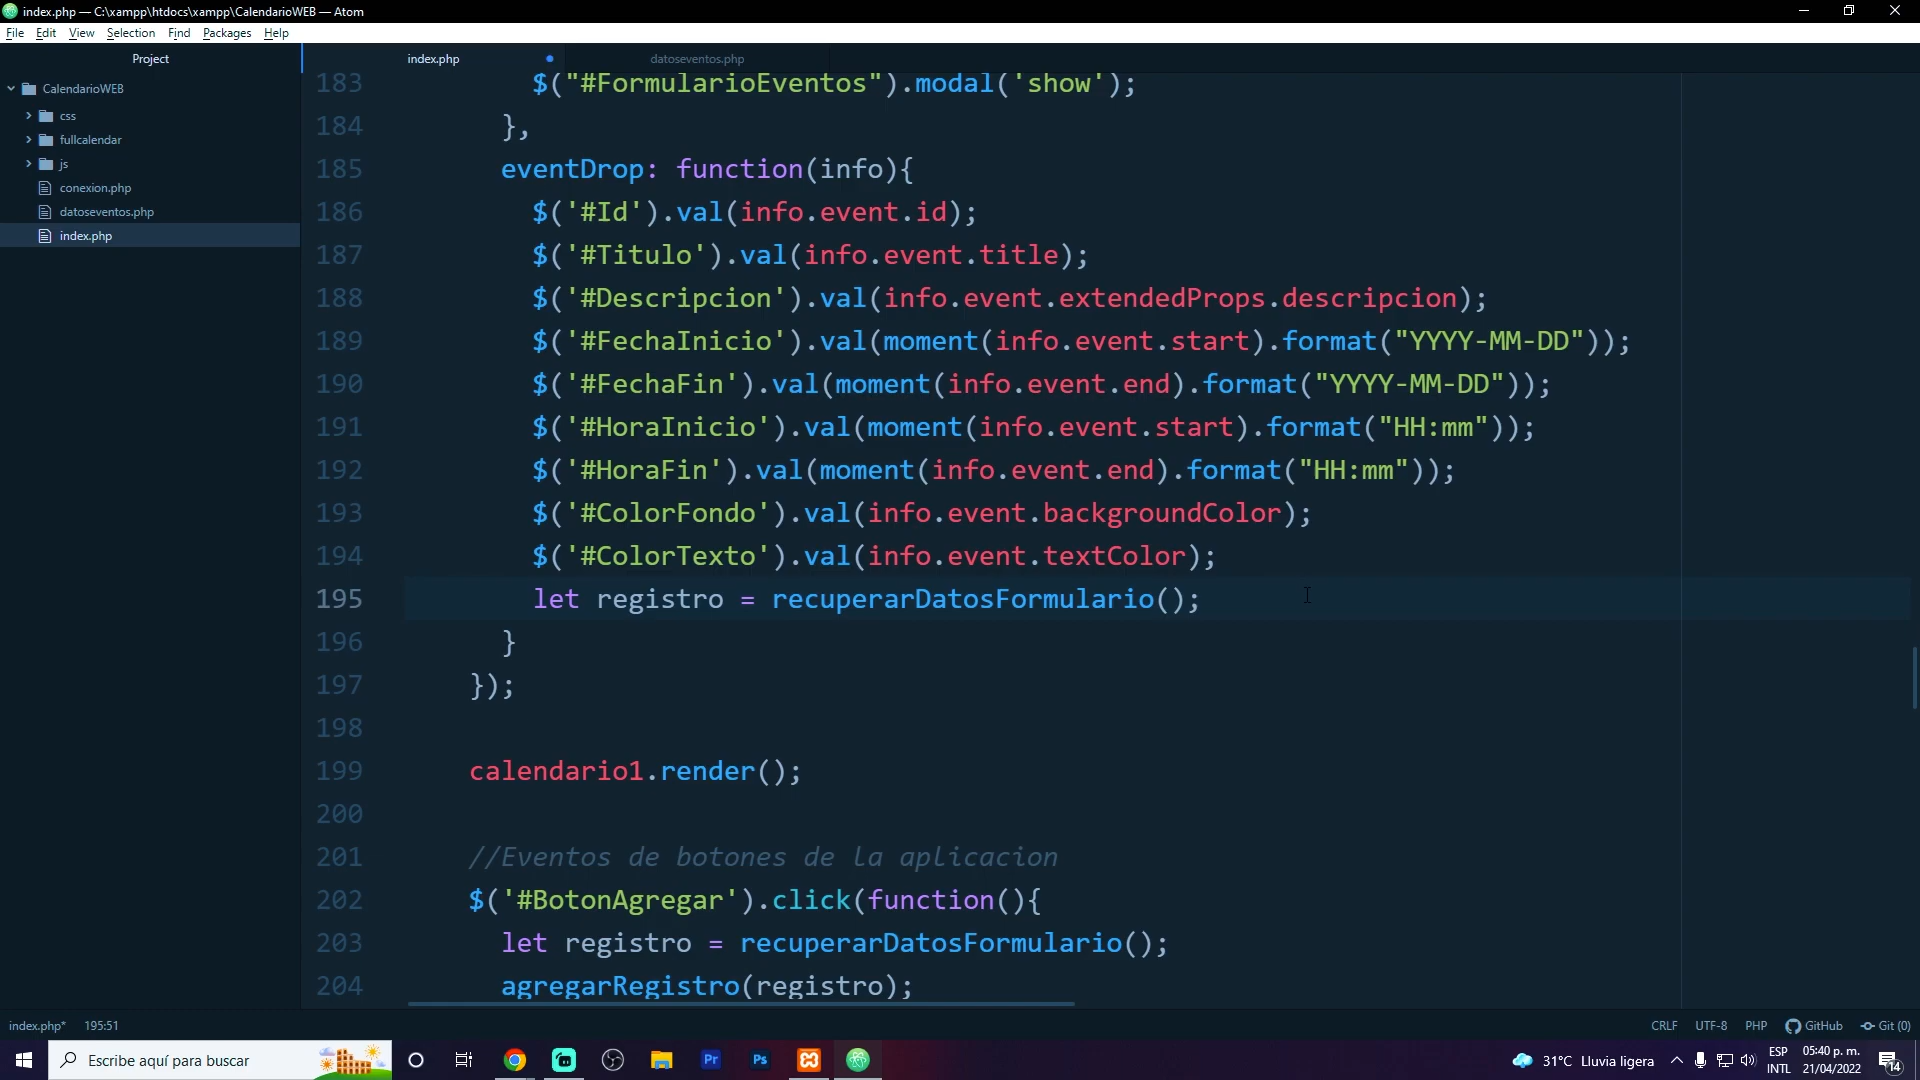 index.php — C:\xampp\htdocs\xampp\CalendarioWEB — Atom
File Edit View Selection Find Packages Help
Project
CalendarioWEB
css
fullcalendar
js
conexion.php
datoseventos.php
index.php
index.php
datoseventos.php
183 $("#FormularioEventos").modal('show');
184 },
185 eventDrop: function(info){
186 $('#Id').val(info.event.id);
187 $('#Titulo').val(info.event.title);
188 $('#Descripcion').val(info.event.extendedProps.descripcion);
189 $('#FechaInicio').val(moment(info.event.start).format("YYYY-MM-DD"));
190 $('#FechaFin').val(moment(info.event.end).format("YYYY-MM-DD"));
191 $('#HoraInicio').val(moment(info.event.start).format("HH:mm"));
192 $('#HoraFin').val(moment(info.event.end).format("HH:mm"));
193 $('#ColorFondo').val(info.event.backgroundColor);
194 $('#ColorTexto').val(info.event.textColor);
195 let registro = recuperarDatosFormulario();
196 }
197 });
198
199 calendario1.render();
200
201 //Eventos de botones de la aplicacion
202 $('#BotonAgregar').click(function(){
203 let registro = recuperarDatosFormulario();
204 agregarRegistro(registro);
index.php* 195:51
CRLF UTF-8 PHP GitHub Git (0)
Escribe aquí para buscar
Pr
Ps
31°C Lluvia ligera
ESP
INTL
05:40 p. m.
21/04/2022
14